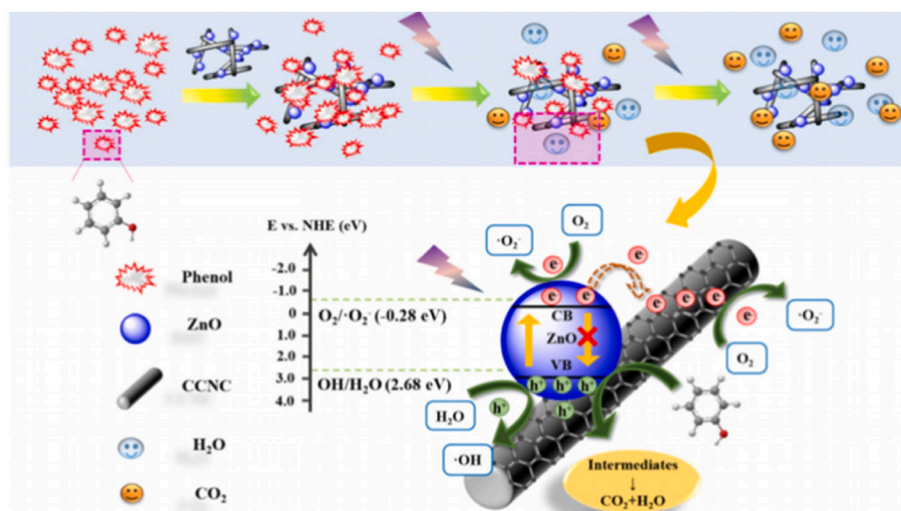 E vs. NHE (eV)
-2.0
-1.0
0
1.0
2.0
3.0
4.0
O₂/·O₂⁻ (-0.28 eV)
OH/H₂O (2.68 eV)
Phenol
ZnO
CCNC
H₂O
CO₂
·O₂⁻
O₂
e
e
e
e
e
e
e
e
CB
ZnO
VB
h⁺
h⁺
h⁺
h⁺
h⁺
H₂O
·OH
·O₂⁻
O₂
Intermediates
↓
CO₂+H₂O